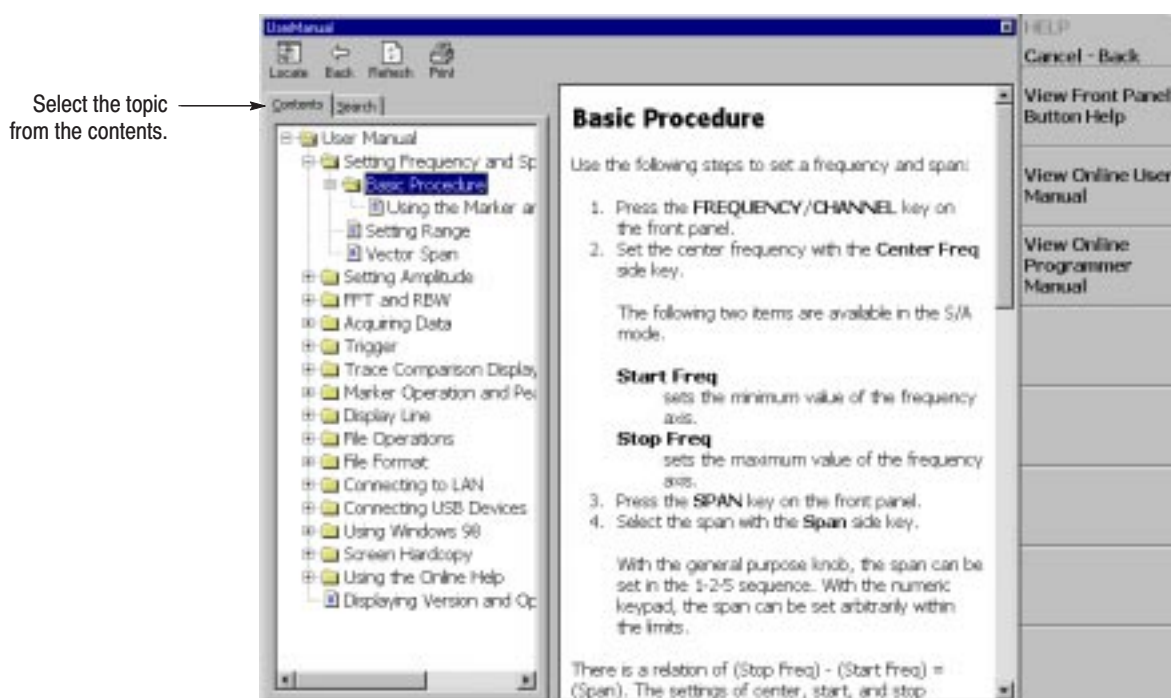 Select the topic
from the contents.
UserManual
Locate Back Refresh Print
Contents Search
User Manual
Setting Frequency and Sp
Basic Procedure
Using the Marker ar
Setting Range
Vector Span
Setting Amplitude
FFT and RBW
Acquiring Data
Trigger
Trace Comparison Display
Marker Operation and Pea
Display Line
File Operations
File Format
Connecting to LAN
Connecting USB Devices
Using Windows 98
Screen Hardcopy
Using the Online Help
Displaying Version and Op
Basic Procedure
Use the following steps to set a frequency and span:
1. Press the FREQUENCY/CHANNEL key on
the front panel.
2. Set the center frequency with the Center Freq
side key.
The following two items are available in the S/A
mode.
Start Freq
sets the minimum value of the frequency
axis.
Stop Freq
sets the maximum value of the frequency
axis.
3. Press the SPAN key on the front panel.
4. Select the span with the Span side key.
With the general purpose knob, the span can be
set in the 1-2-5 sequence. With the numeric
keypad, the span can be set arbitrarily within
the limits.
There is a relation of (Stop Freq) - (Start Freq) =
(Span). The settings of center, start, and stop
HELP
Cancel - Back
View Front Panel
Button Help
View Online User
Manual
View Online
Programmer
Manual